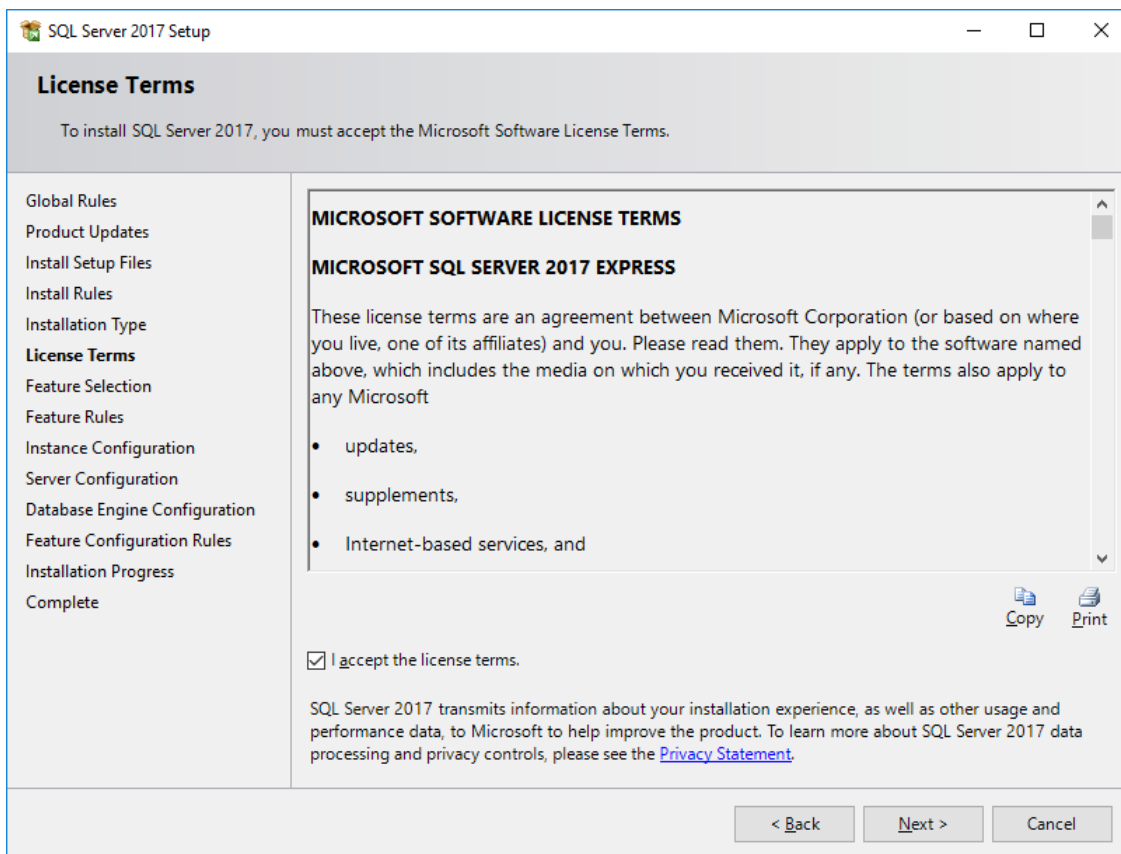 SQL Server 2017 Setup
License Terms
To install SQL Server 2017, you must accept the Microsoft Software License Terms.
Global Rules
Product Updates
Install Setup Files
Install Rules
Installation Type
License Terms
Feature Selection
Feature Rules
Instance Configuration
Server Configuration
Database Engine Configuration
Feature Configuration Rules
Installation Progress
Complete
MICROSOFT SOFTWARE LICENSE TERMS
MICROSOFT SQL SERVER 2017 EXPRESS
These license terms are an agreement between Microsoft Corporation (or based on where
you live, one of its affiliates) and you. Please read them. They apply to the software named
above, which includes the media on which you received it, if any. The terms also apply to
any Microsoft
• updates,
• supplements,
• Internet-based services, and
Copy Print
I accept the license terms.
SQL Server 2017 transmits information about your installation experience, as well as other usage and
performance data, to Microsoft to help improve the product. To learn more about SQL Server 2017 data
processing and privacy controls, please see the Privacy Statement.
< Back Next > Cancel